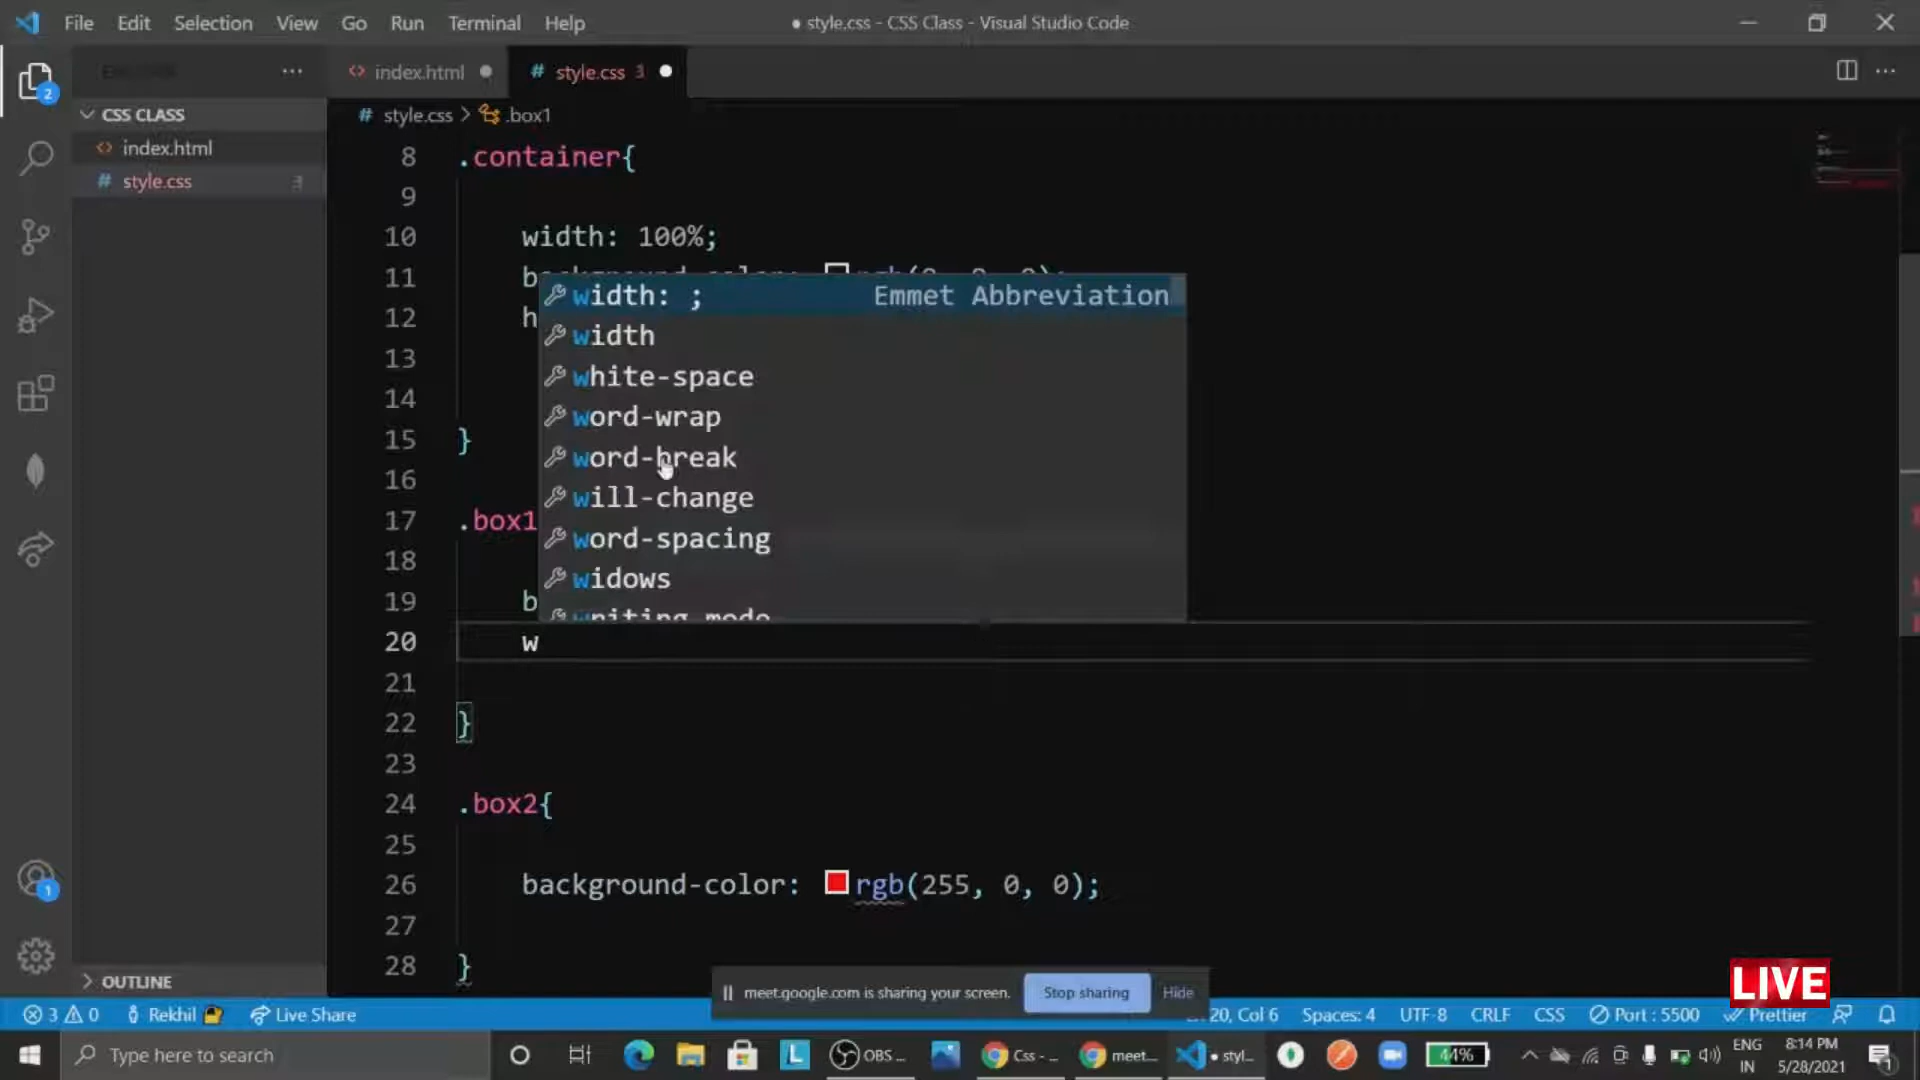 File Edit Selection View Go Run Terminal Help
● style.css - CSS Class - Visual Studio Code
index.html
style.css 3
CSS CLASS
index.html
style.css 3
style.css > .box1
8 .container{
9
10 width: 100%;
11
12 h
13
14
15 }
16
17 .box1
18
19 b
20 w
21
22 }
23
24 .box2{
25
26 background-color: rgb(255, 0, 0);
27
28 }
width: ; Emmet Abbreviation
width
white-space
word-wrap
word-break
will-change
word-spacing
widows
2
1
OUTLINE
meet.google.com is sharing your screen. Stop sharing Hide
LIVE
3 0 Rekhil Live Share
20, Col 6 Spaces: 4 UTF-8 CRLF CSS Port : 5500 Prettier
Type here to search
L
OBS ...
Css - ...
meet...
● styl...
44%
ENG
IN
8:14 PM
5/28/2021
1